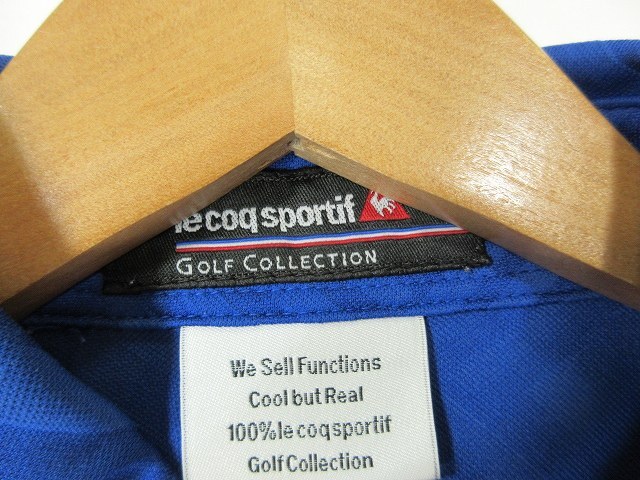 le coq sportif
GOLF COLLECTION
We Sell Functions
Cool but Real
100% le coq sportif
Golf Collection